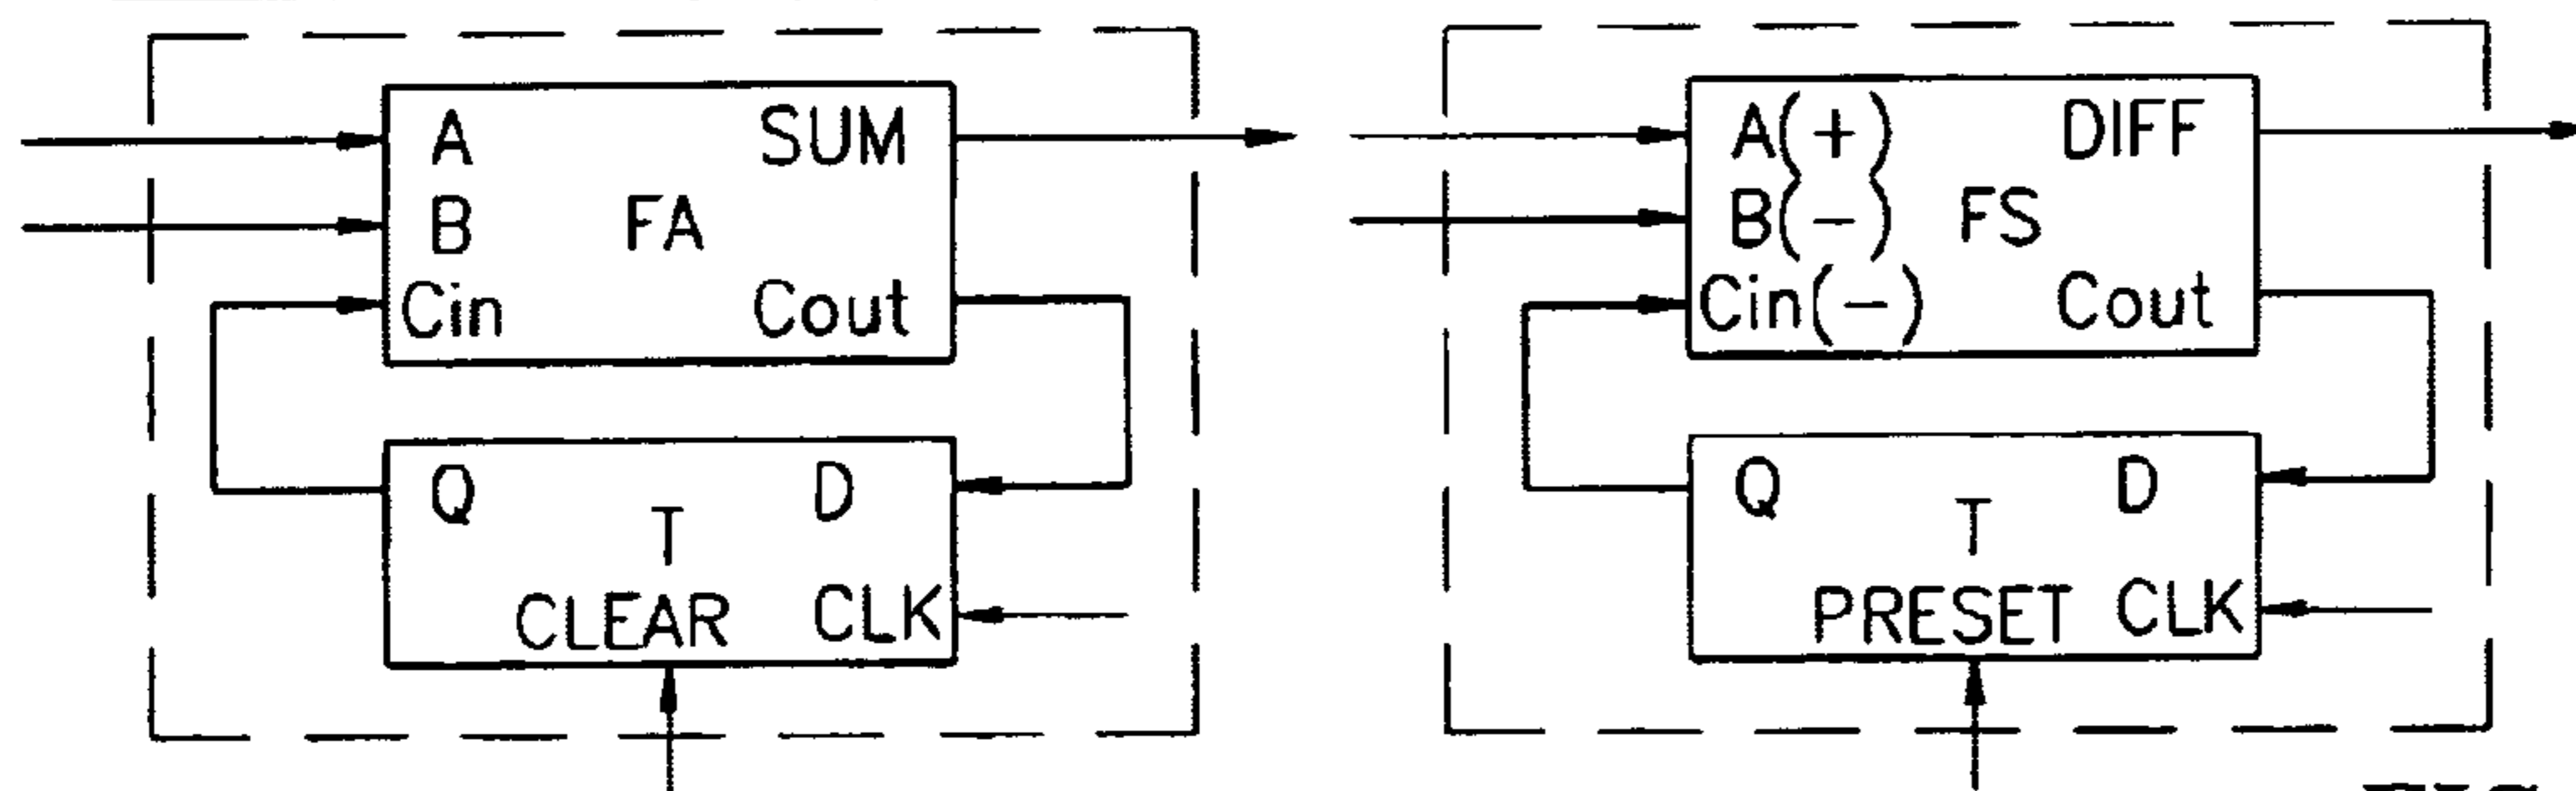 A SUM
B FA
Cin Cout
Q D
T
CLEAR CLK
A(+) DIFF
B(-) FS
Cin(-) Cout
Q D
T
PRESET CLK